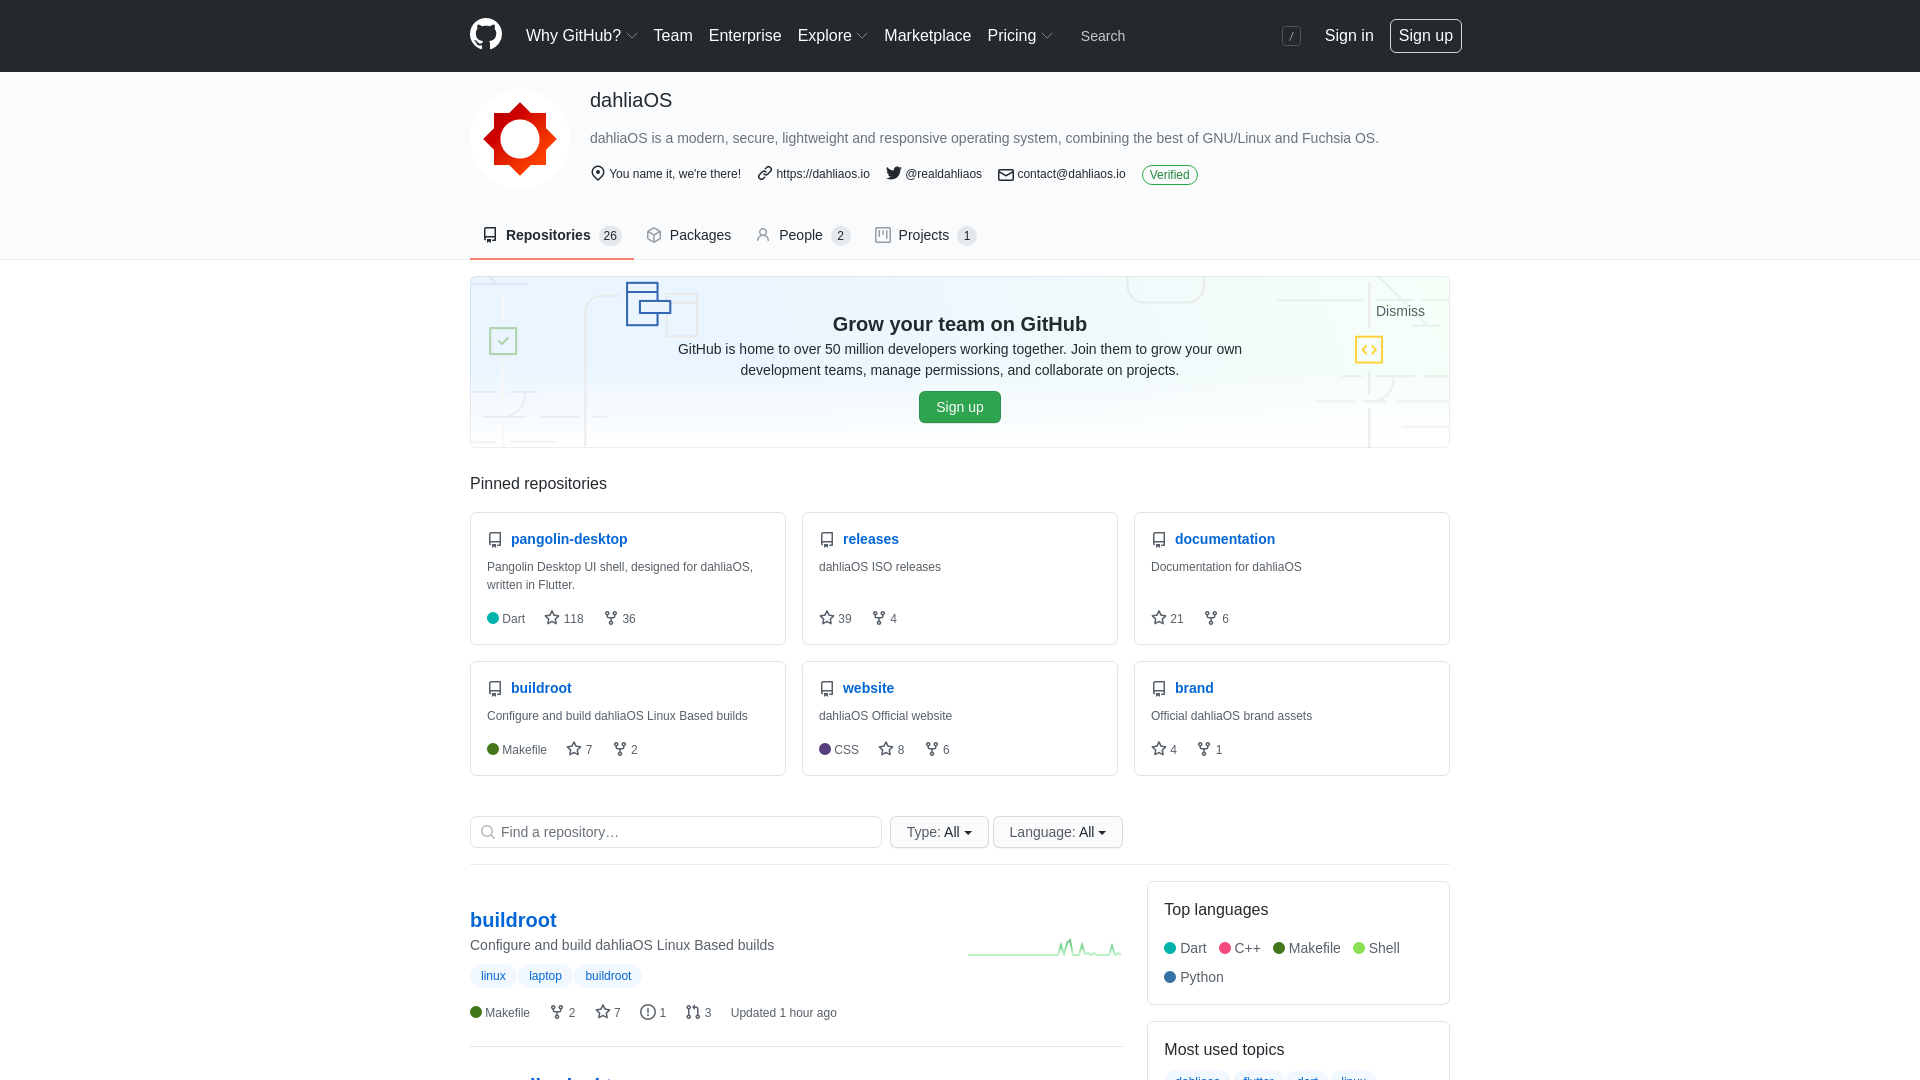 Why GitHub? Team Enterprise Explore Marketplace Pricing Search / Sign in Sign up
dahliaOS
dahliaOS is a modern, secure, lightweight and responsive operating system, combining the best of GNU/Linux and Fuchsia OS.
You name it, we're there! https://dahliaos.io @realdahliaos contact@dahliaos.io Verified
Repositories 26 Packages People 2 Projects 1
Dismiss
Grow your team on GitHub
GitHub is home to over 50 million developers working together. Join them to grow your own
development teams, manage permissions, and collaborate on projects.
Sign up
Pinned repositories
pangolin-desktop
Pangolin Desktop UI shell, designed for dahliaOS,
written in Flutter.
Dart 118 36
releases
dahliaOS ISO releases
39 4
documentation
Documentation for dahliaOS
21 6
buildroot
Configure and build dahliaOS Linux Based builds
Makefile 7 2
website
dahliaOS Official website
CSS 8 6
brand
Official dahliaOS brand assets
4 1
Find a repository… Type: All Language: All
buildroot
Configure and build dahliaOS Linux Based builds
linux laptop buildroot
Makefile 2 7 1 3 Updated 1 hour ago
Top languages
Dart C++ Makefile Shell
Python
Most used topics
dahliaos flutter dart linux